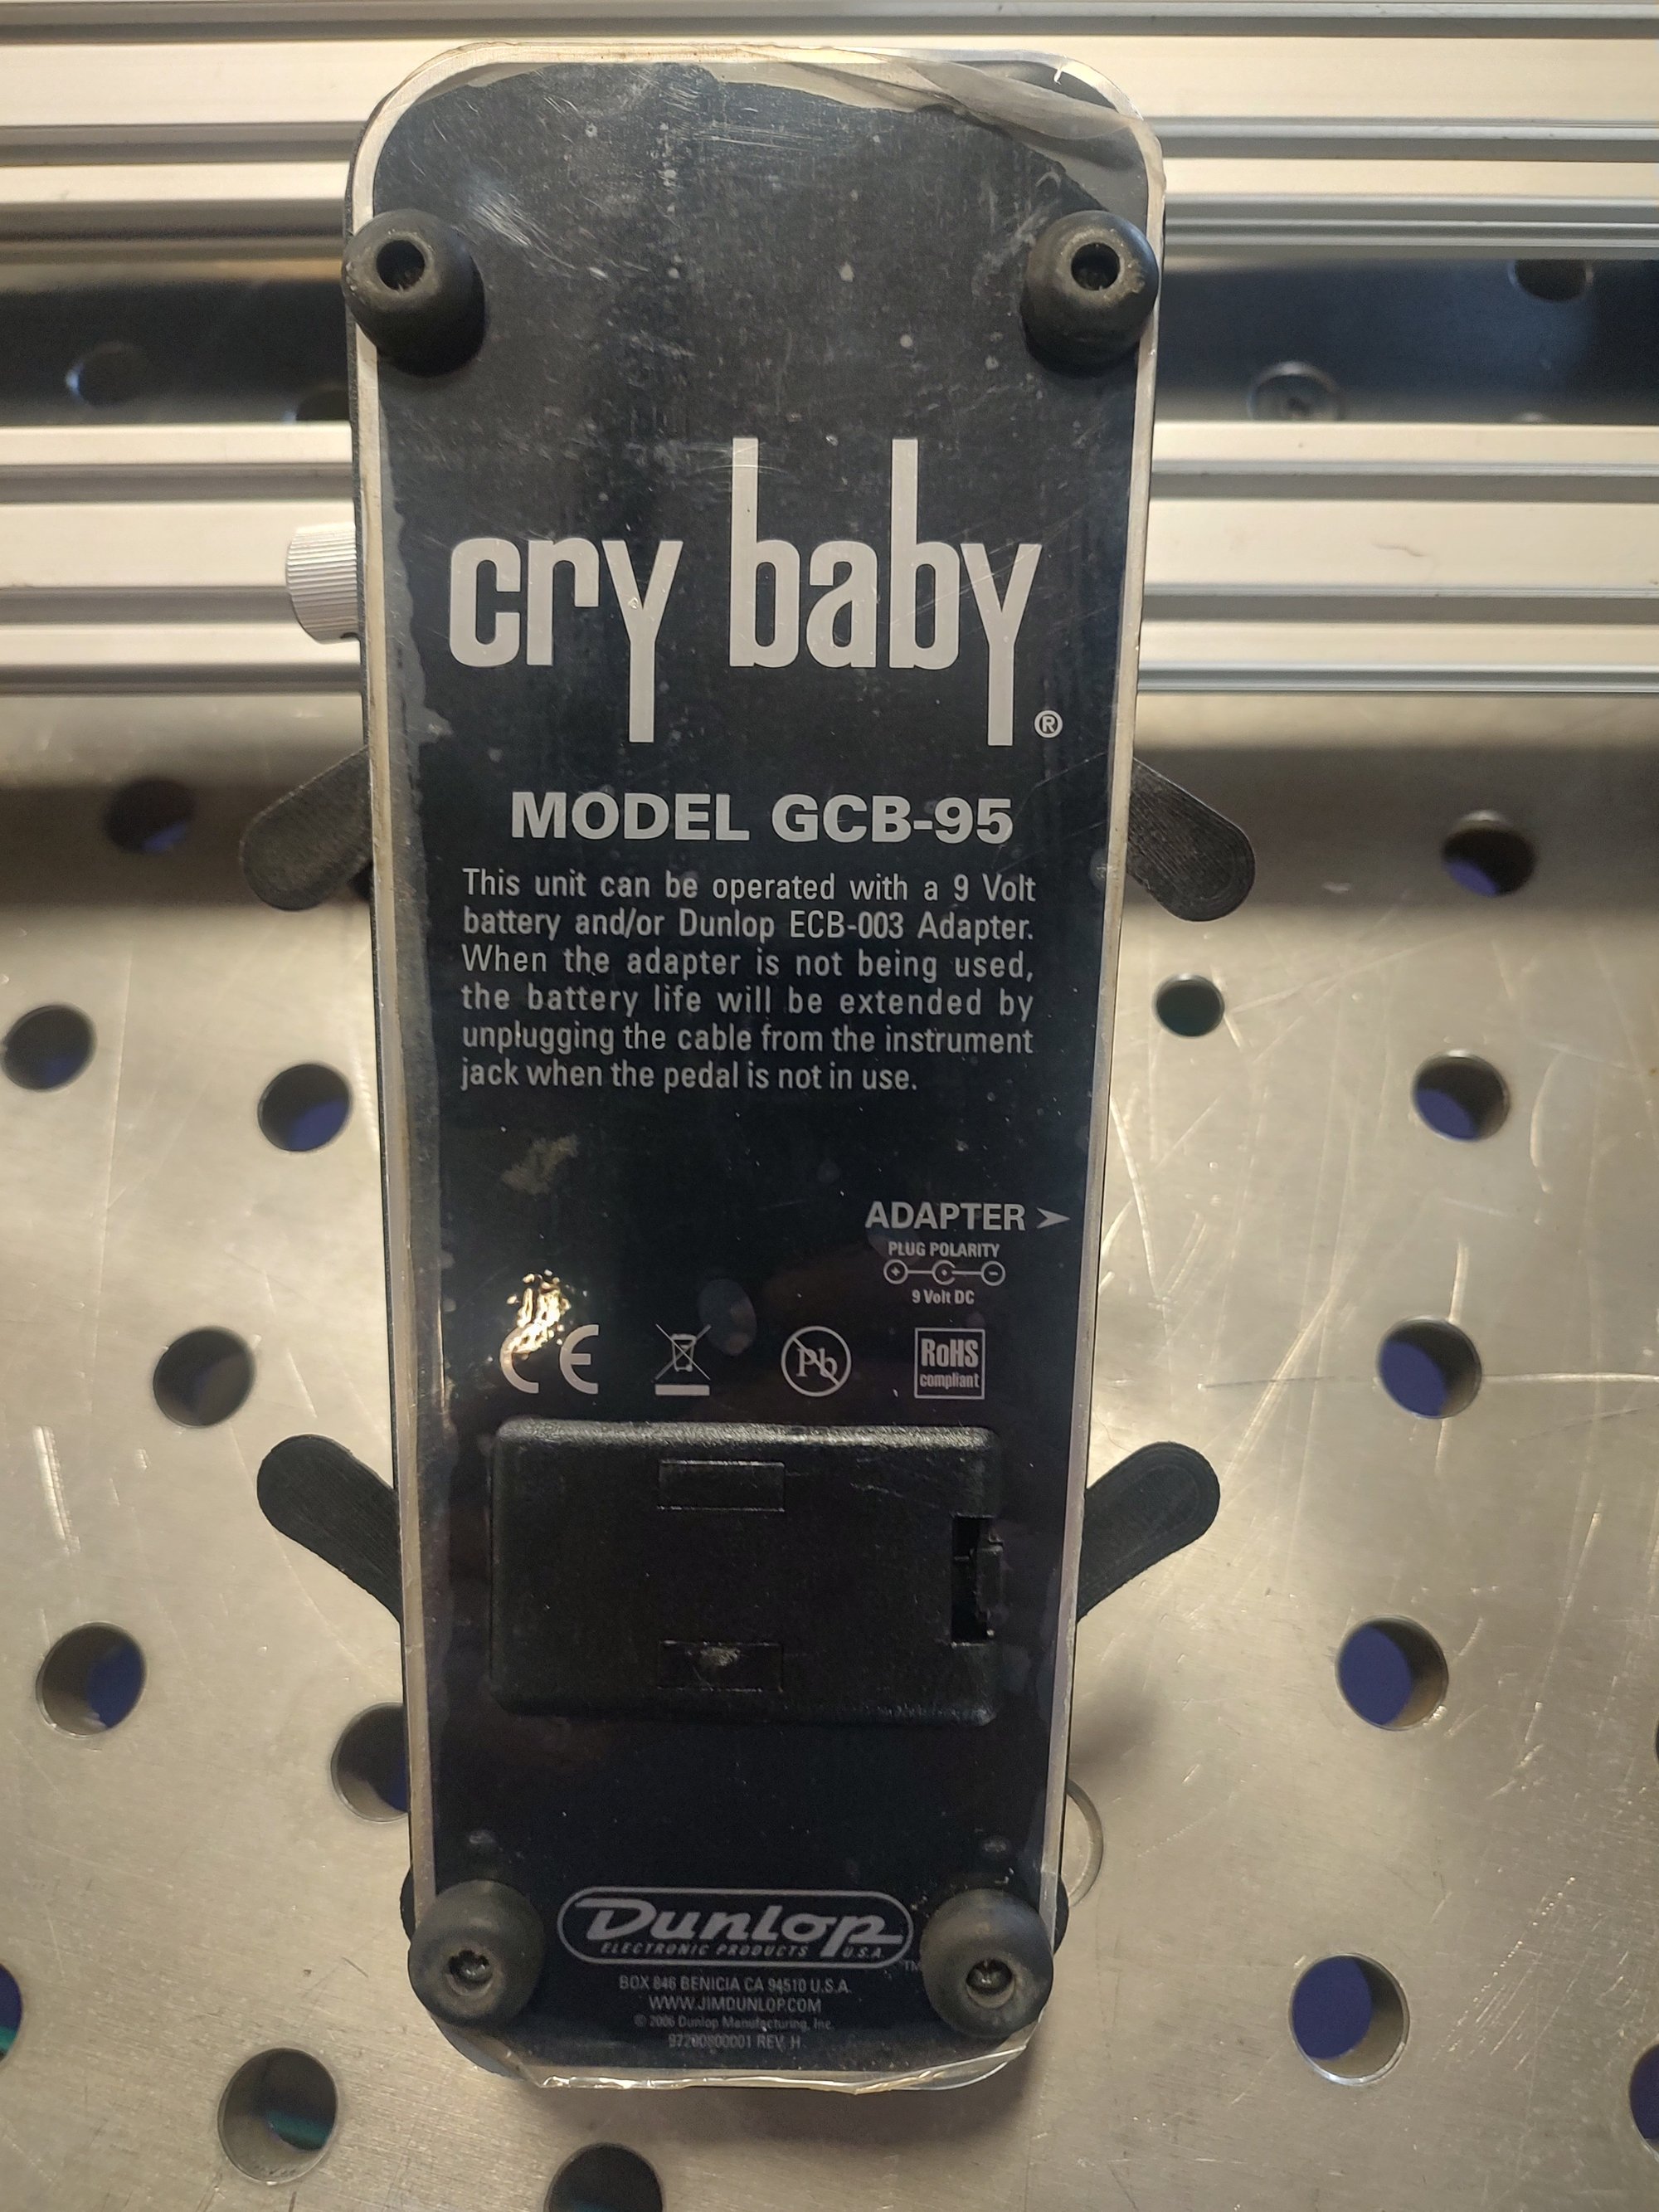 cry baby®
MODEL GCB-95
This unit can be operated with a 9 Volt
battery and/or Dunlop ECB-003 Adapter.
When the adapter is not being used,
the battery life will be extended by
unplugging the cable from the instrument
jack when the pedal is not in use.
ADAPTER ➤
PLUG POLARITY
+ -
9 Volt DC
CE
Pb
RoHS
compliant
Dunlop
ELECTRONIC PRODUCTS U.S.A.
TM
BOX 846 BENICIA CA 94510 U.S.A.
WWW.JIMDUNLOP.COM
© 2006 Dunlop Manufacturing, Inc.
REV H